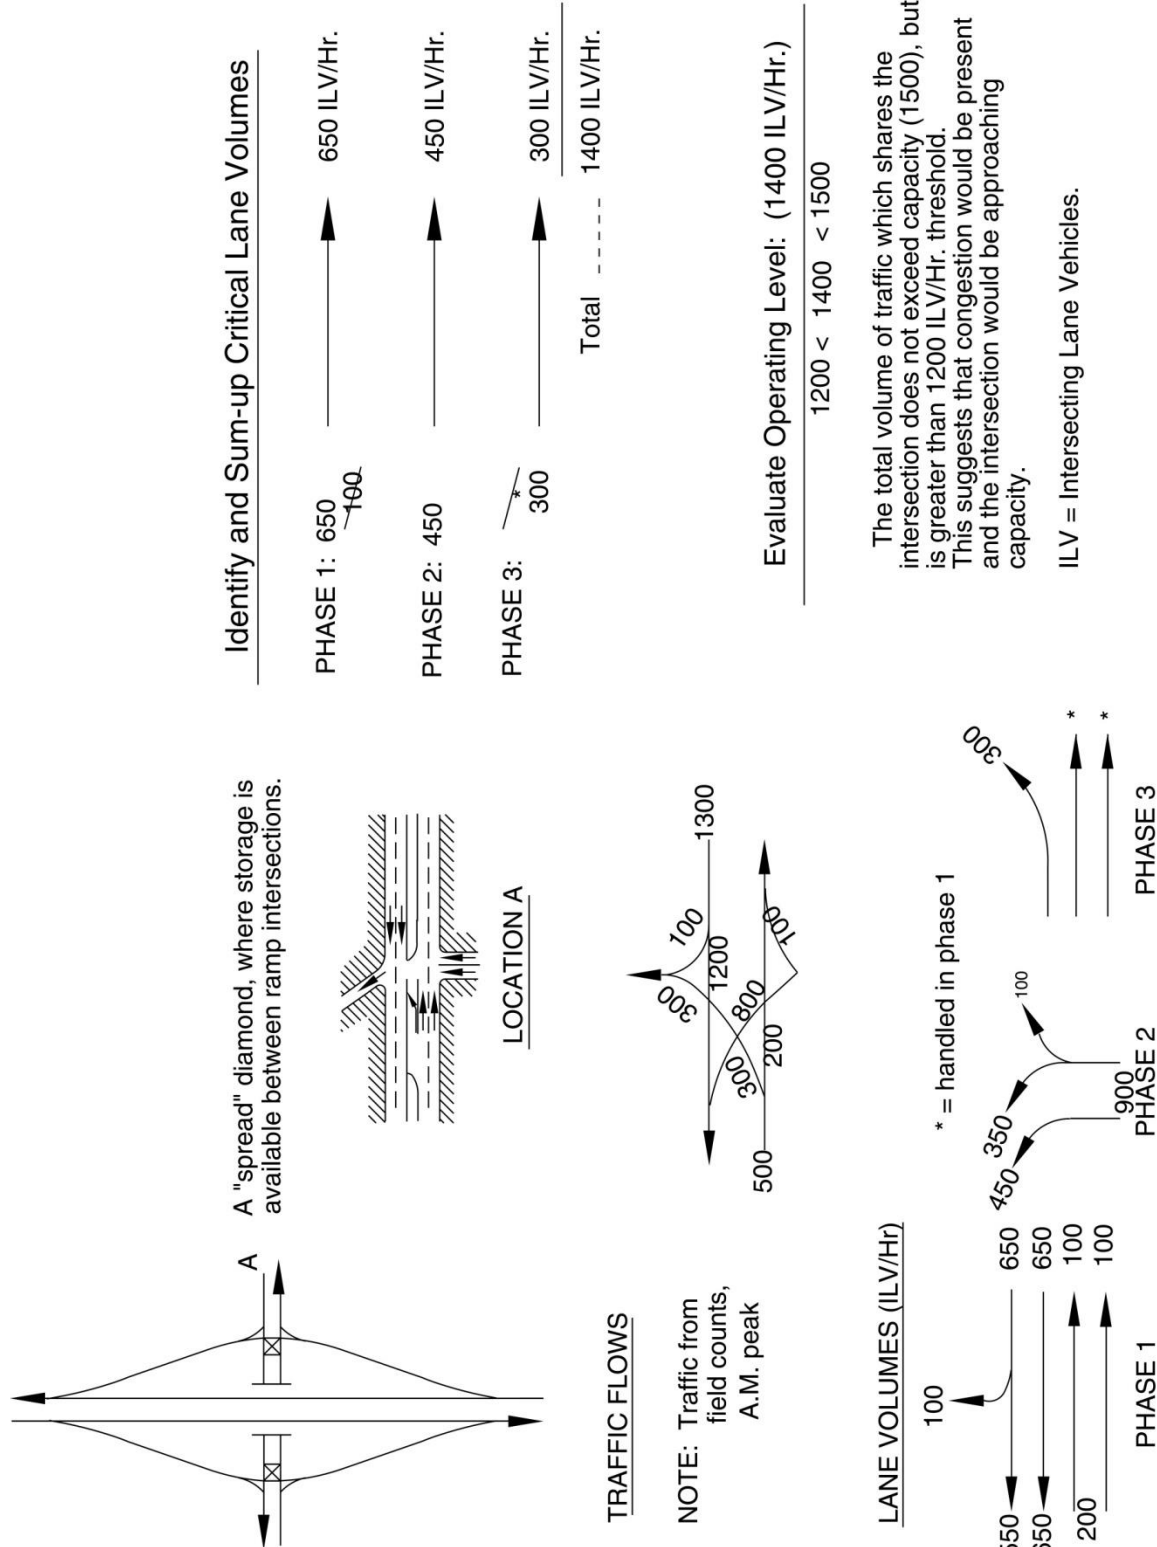 A
A "spread" diamond, where storage is
available between ramp intersections.
LOCATION A
TRAFFIC FLOWS
NOTE: Traffic from
field counts,
A.M. peak
500
300
200
800
300
1200
100
1300
100
LANE VOLUMES (ILV/Hr)
* = handled in phase 1
100
650
650
200
100
100
PHASE 1
450
350
100
900
PHASE 2
300
*
*
PHASE 3
Identify and Sum-up Critical Lane Volumes
PHASE 1: 650 650 ILV/Hr.
100
PHASE 2: 450 450 ILV/Hr.
PHASE 3: * 300 ILV/Hr.
300
Total ----- 1400 ILV/Hr.
Evaluate Operating Level: (1400 ILV/Hr.)
1200 < 1400 < 1500
The total volume of traffic which shares the
intersection does not exceed capacity (1500), but
is greater than 1200 ILV/Hr. threshold.
This suggests that congestion would be present
and the intersection would be approaching
capacity.
ILV = Intersecting Lane Vehicles.